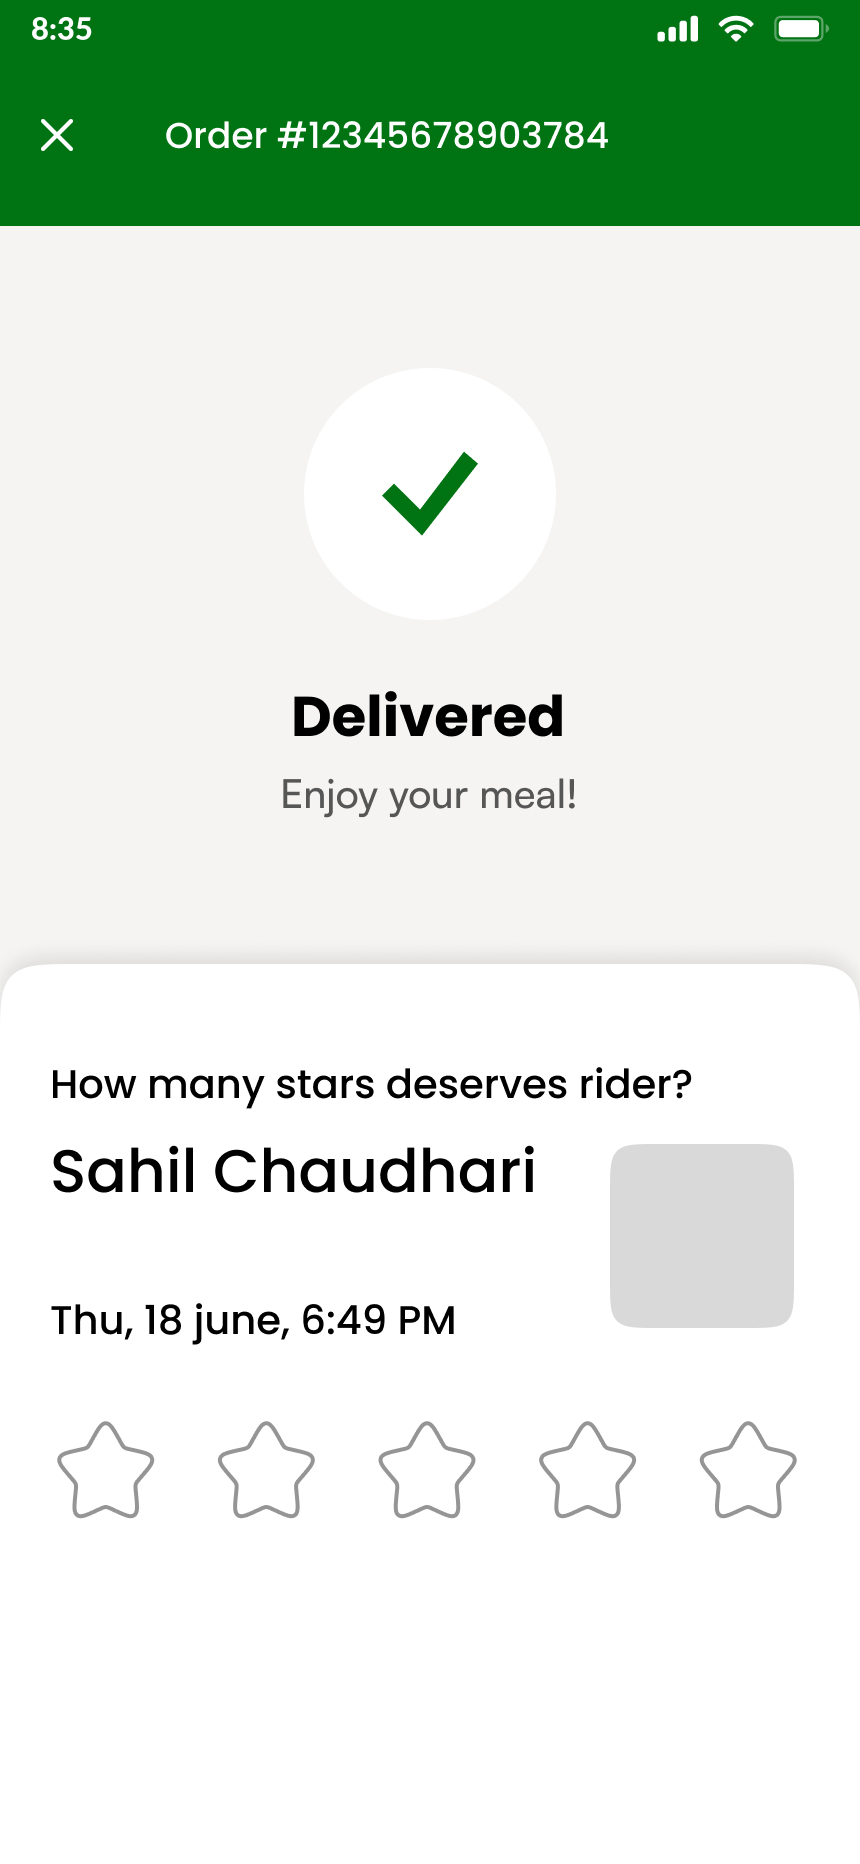 8:35
Order #12345678903784
Delivered
Enjoy your meal!
How many stars deserves rider?
Sahil Chaudhari
Thu, 18 june, 6:49 PM